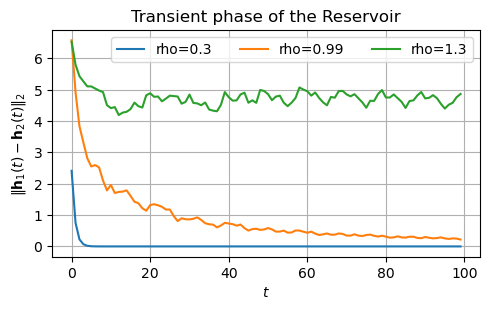 Transient phase of the Reservoir
rho=0.3 rho=0.99 rho=1.3
‖𝐡₁(t) − 𝐡₂(t)‖₂
6
5
4
3
2
1
0
0 20 40 60 80 100
t